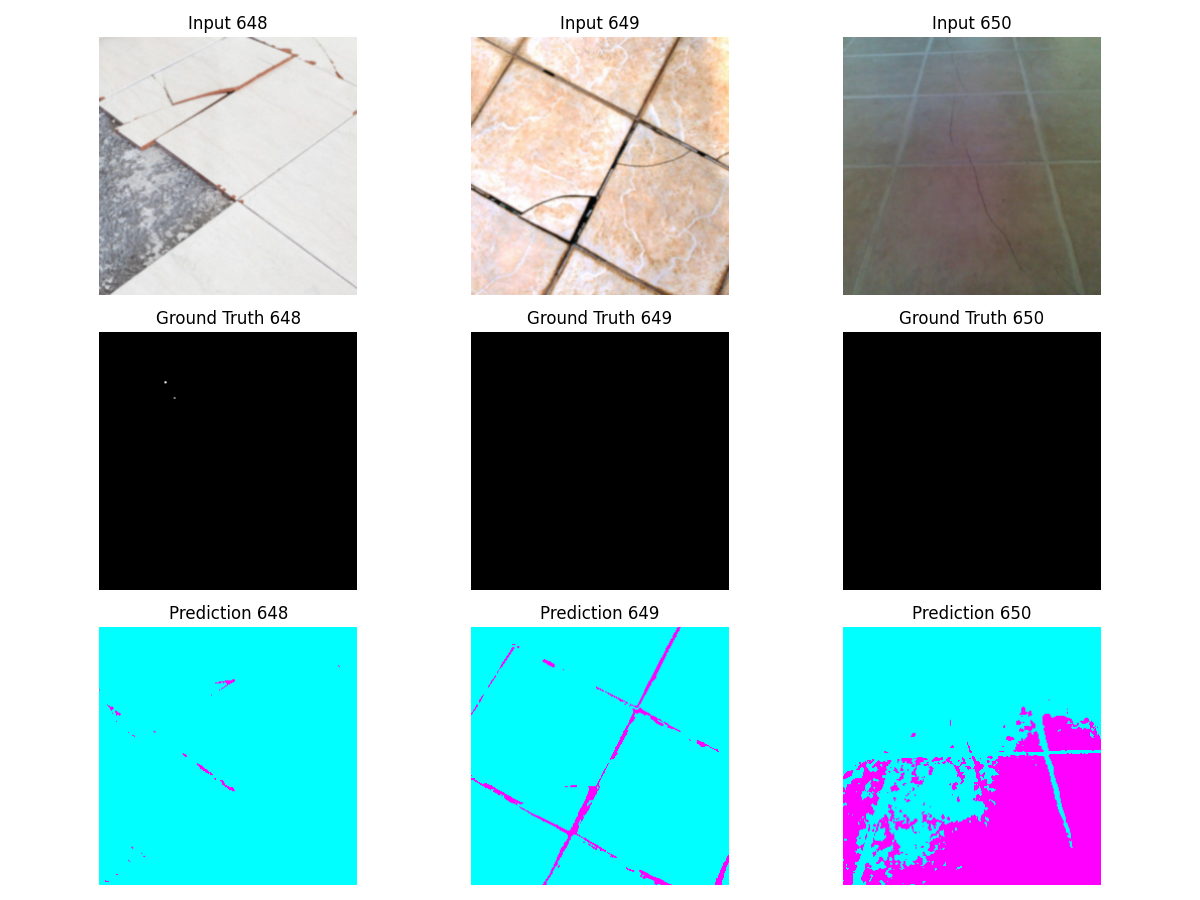 Input 648
Input 649
Input 650
Ground Truth 648
Ground Truth 649
Ground Truth 650
Prediction 648
Prediction 649
Prediction 650